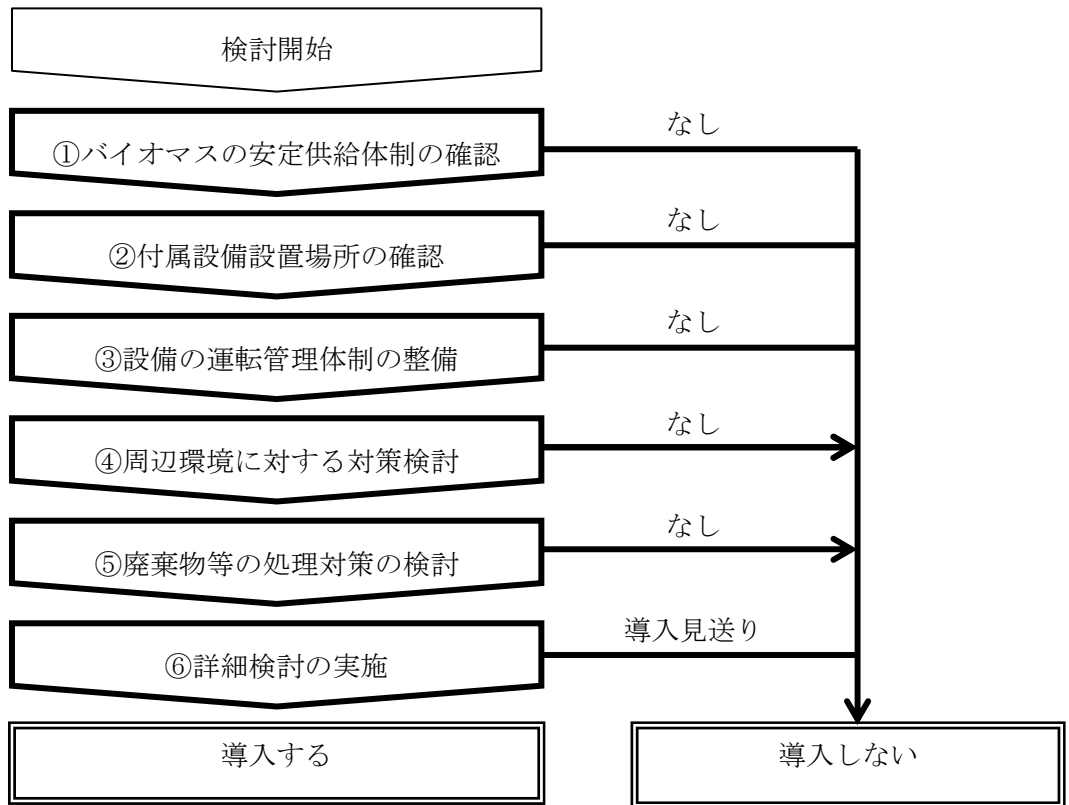 検討開始
①バイオマスの安定供給体制の確認
なし
②付属設備設置場所の確認
なし
③設備の運転管理体制の整備
なし
④周辺環境に対する対策検討
なし
⑤廃棄物等の処理対策の検討
なし
⑥詳細検討の実施
導入見送り
導入する
導入しない